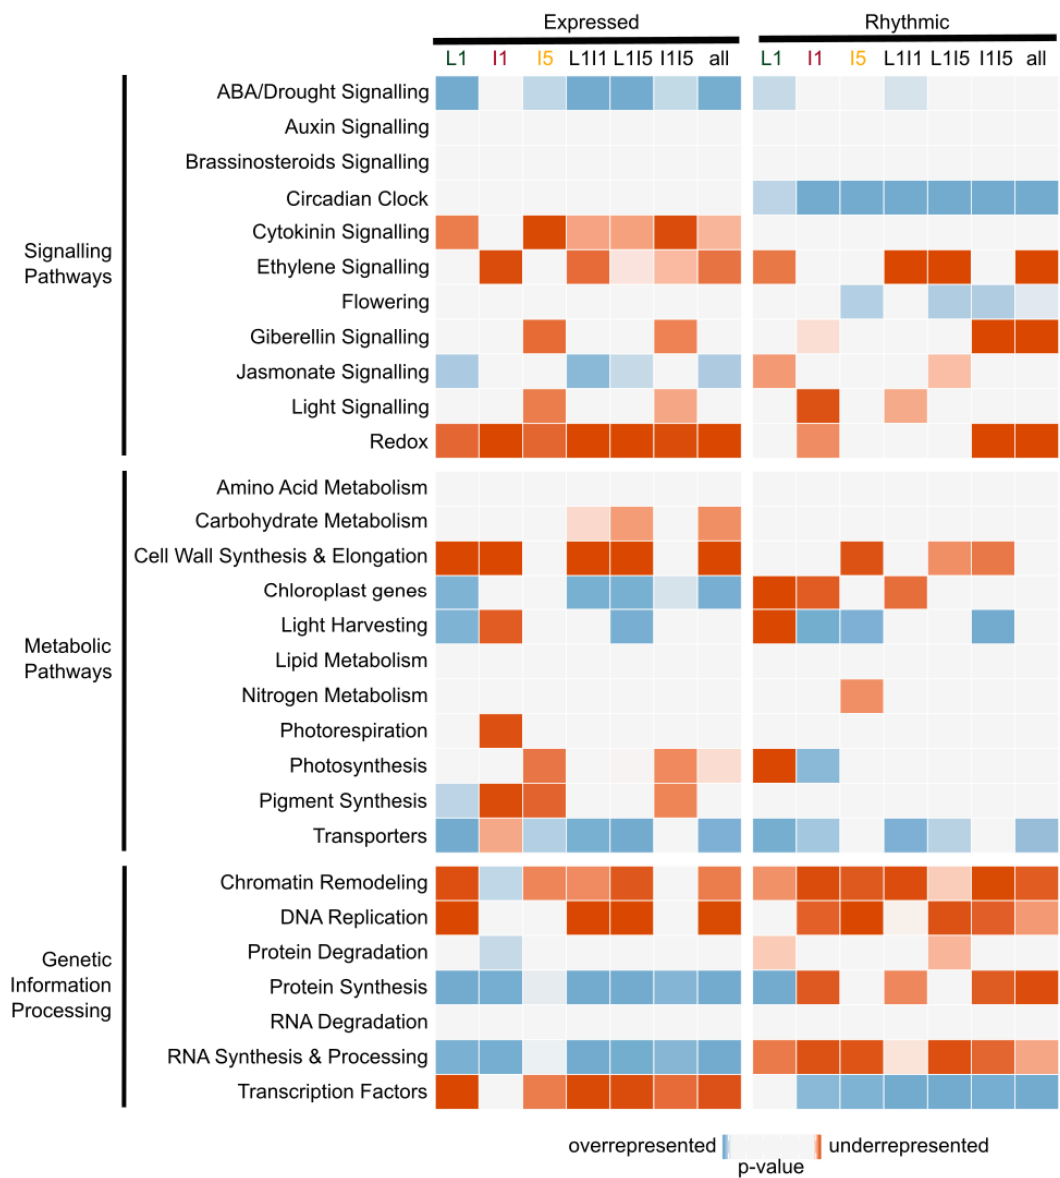 Expressed Rhythmic
L1 I1 I5 L1I1 L1I5 I1I5 all L1 I1 I5 L1I1 L1I5 I1I5 all
Signalling
Pathways
ABA/Drought Signalling
Auxin Signalling
Brassinosteroids Signalling
Circadian Clock
Cytokinin Signalling
Ethylene Signalling
Flowering
Giberellin Signalling
Jasmonate Signalling
Light Signalling
Redox
Metabolic
Pathways
Amino Acid Metabolism
Carbohydrate Metabolism
Cell Wall Synthesis & Elongation
Chloroplast genes
Light Harvesting
Lipid Metabolism
Nitrogen Metabolism
Photorespiration
Photosynthesis
Pigment Synthesis
Transporters
Genetic
Information
Processing
Chromatin Remodeling
DNA Replication
Protein Degradation
Protein Synthesis
RNA Degradation
RNA Synthesis & Processing
Transcription Factors
overrepresented underrepresented
p-value